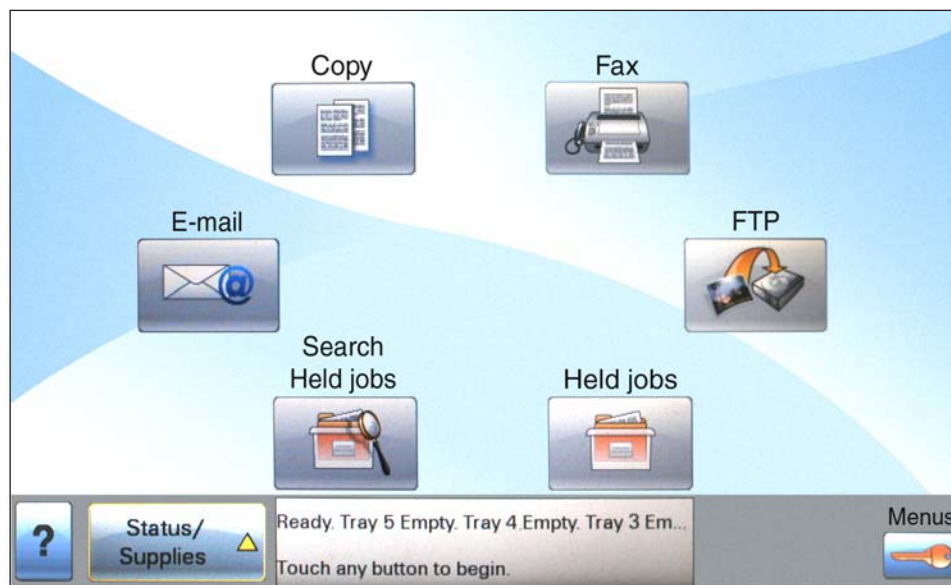 Copy
Fax
E-mail
FTP
Search
Held jobs
Held jobs
?
Status/
Supplies
Ready. Tray 5 Empty. Tray 4 Empty. Tray 3 Em...
Touch any button to begin.
Menus